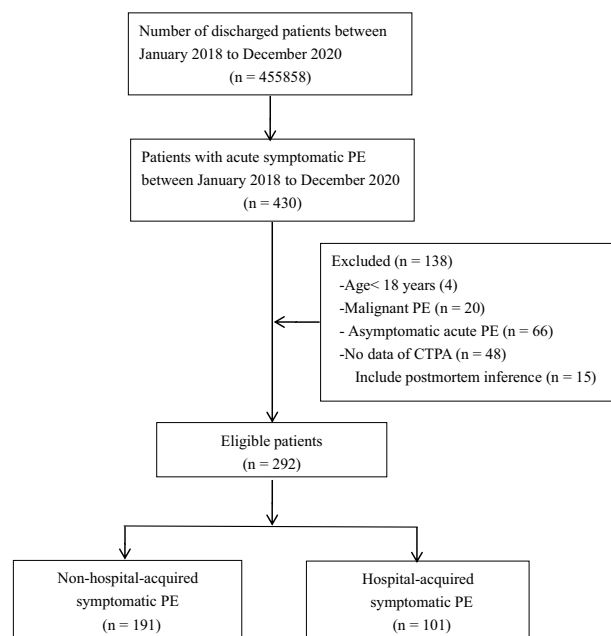 Number of discharged patients between
January 2018 to December 2020
(n = 455858)
Patients with acute symptomatic PE
between January 2018 to December 2020
(n = 430)
Excluded (n = 138)
-Age< 18 years (4)
-Malignant PE (n = 20)
- Asymptomatic acute PE (n = 66)
-No data of CTPA (n = 48)
Include postmortem inference (n = 15)
Eligible patients
(n = 292)
Non-hospital-acquired
symptomatic PE
(n = 191)
Hospital-acquired
symptomatic PE
(n = 101)